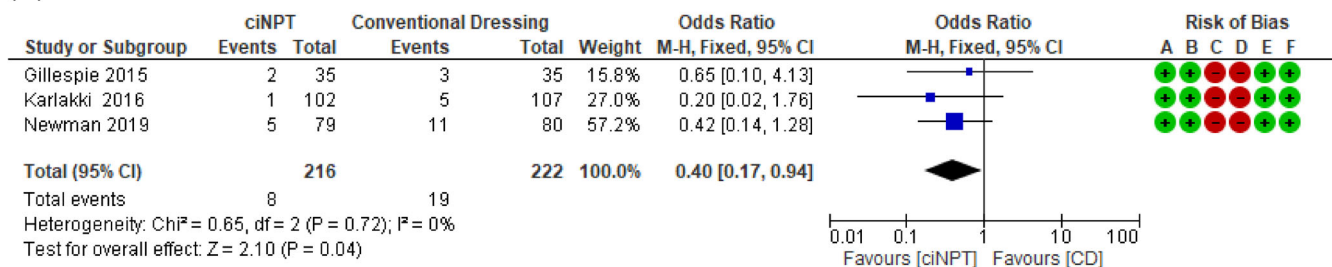 ciNPT Conventional Dressing Odds Ratio Odds Ratio Risk of Bias
Study or Subgroup Events Total Events Total Weight M-H, Fixed, 95% CI M-H, Fixed, 95% CI A B C D E F
Gillespie 2015 2 35 3 35 15.8% 0.65 [0.10, 4.13] + + - - + +
Karlakki 2016 1 102 5 107 27.0% 0.20 [0.02, 1.76] + + - - + +
Newman 2019 5 79 11 80 57.2% 0.42 [0.14, 1.28] + + - - + +
Total (95% CI) 216 222 100.0% 0.40 [0.17, 0.94]
Total events 8 19
Heterogeneity: Chi² = 0.65, df = 2 (P = 0.72); I² = 0%
Test for overall effect: Z = 2.10 (P = 0.04)
0.01 0.1 1 10 100
Favours [ciNPT] Favours [CD]